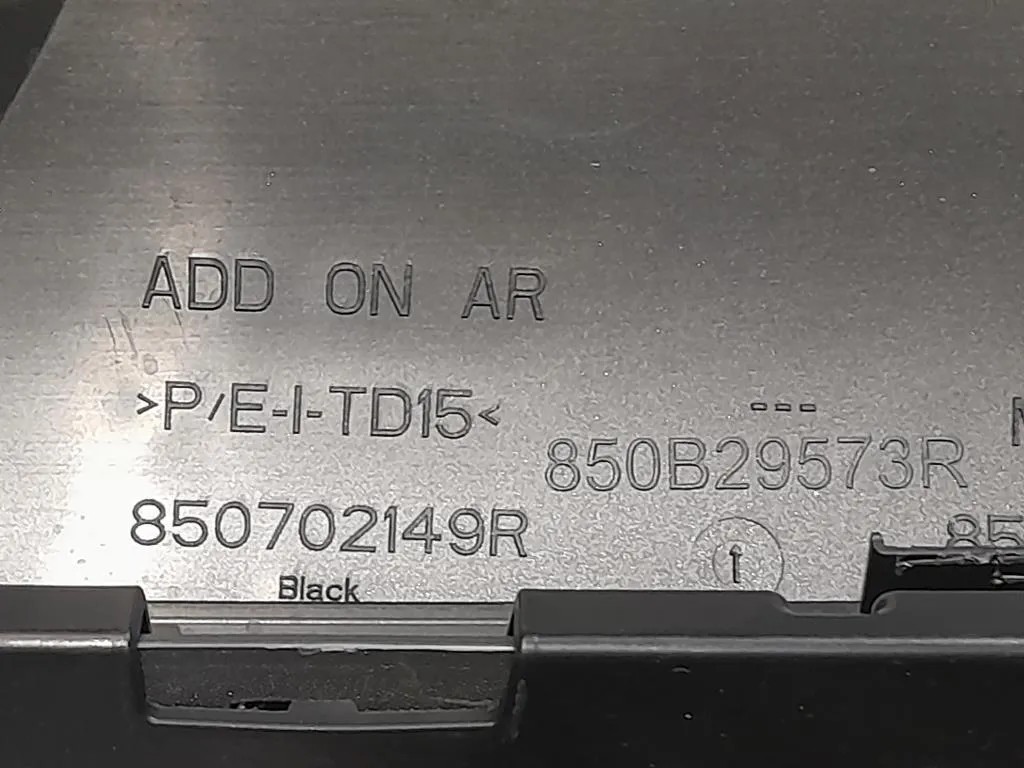 ADD ON AR
>P/E-I-TD15<
---
850B29573R
850702149R
Black